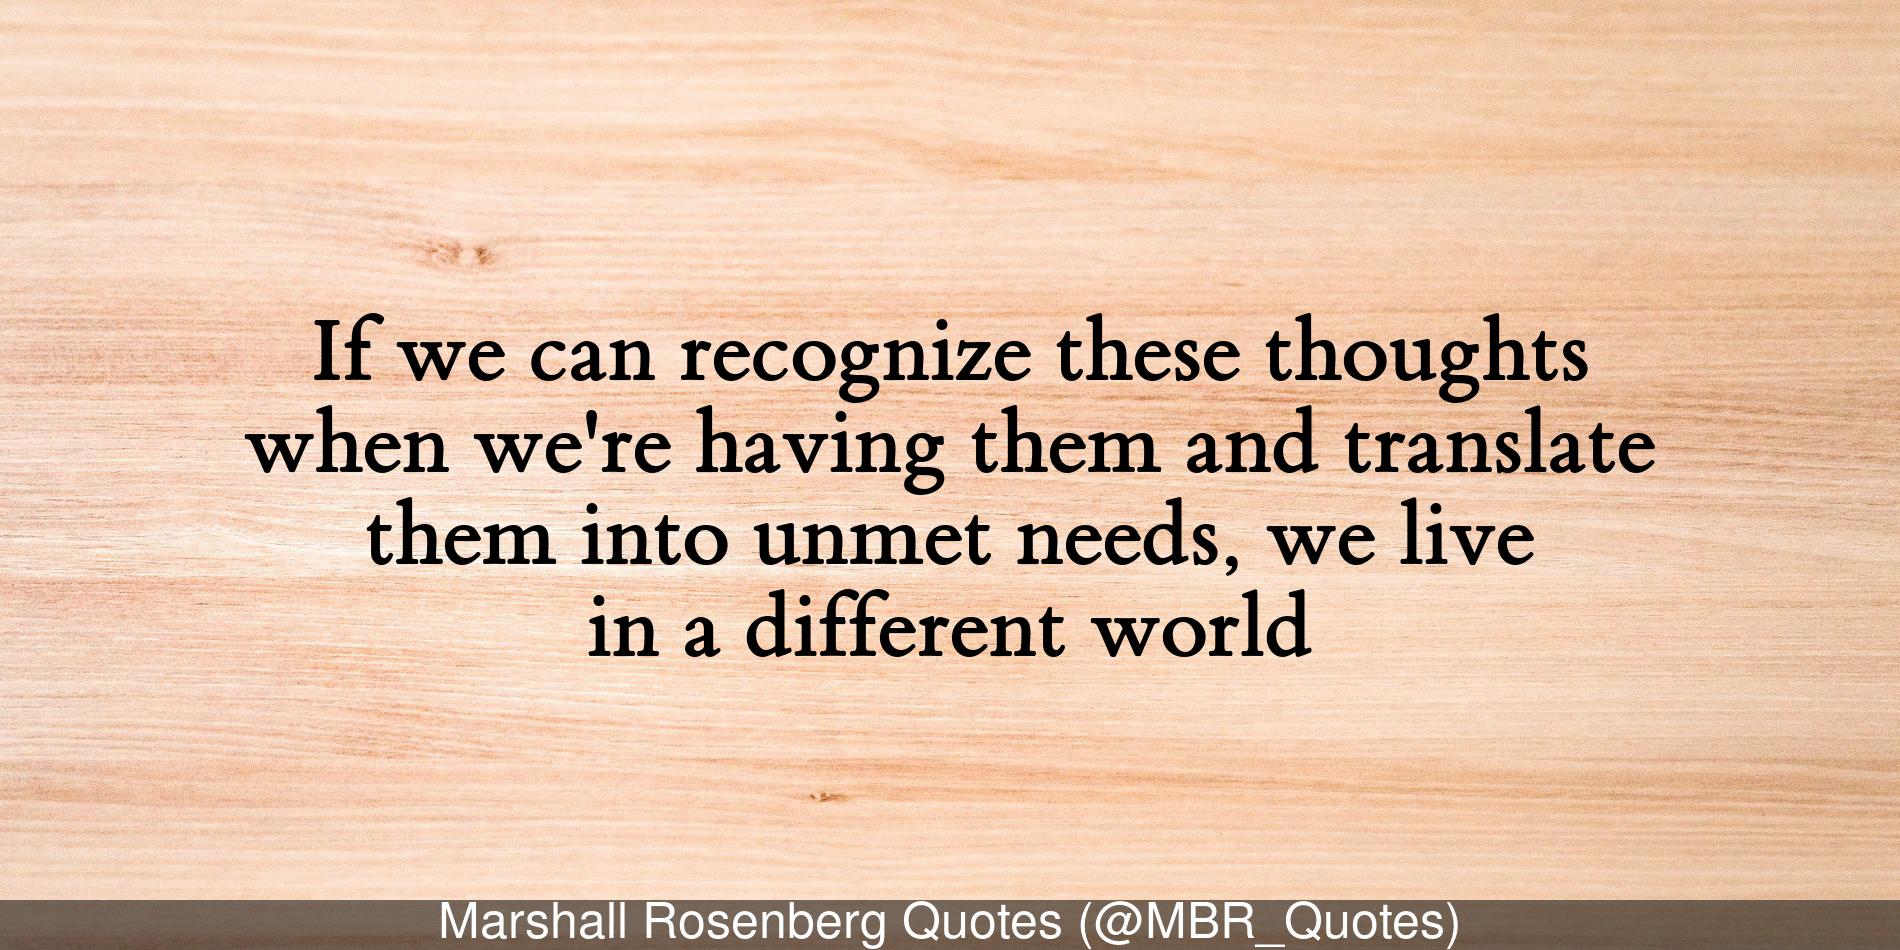 If we can recognize these thoughts
when we're having them and translate
them into unmet needs, we live
in a different world
Marshall Rosenberg Quotes (@MBR_Quotes)